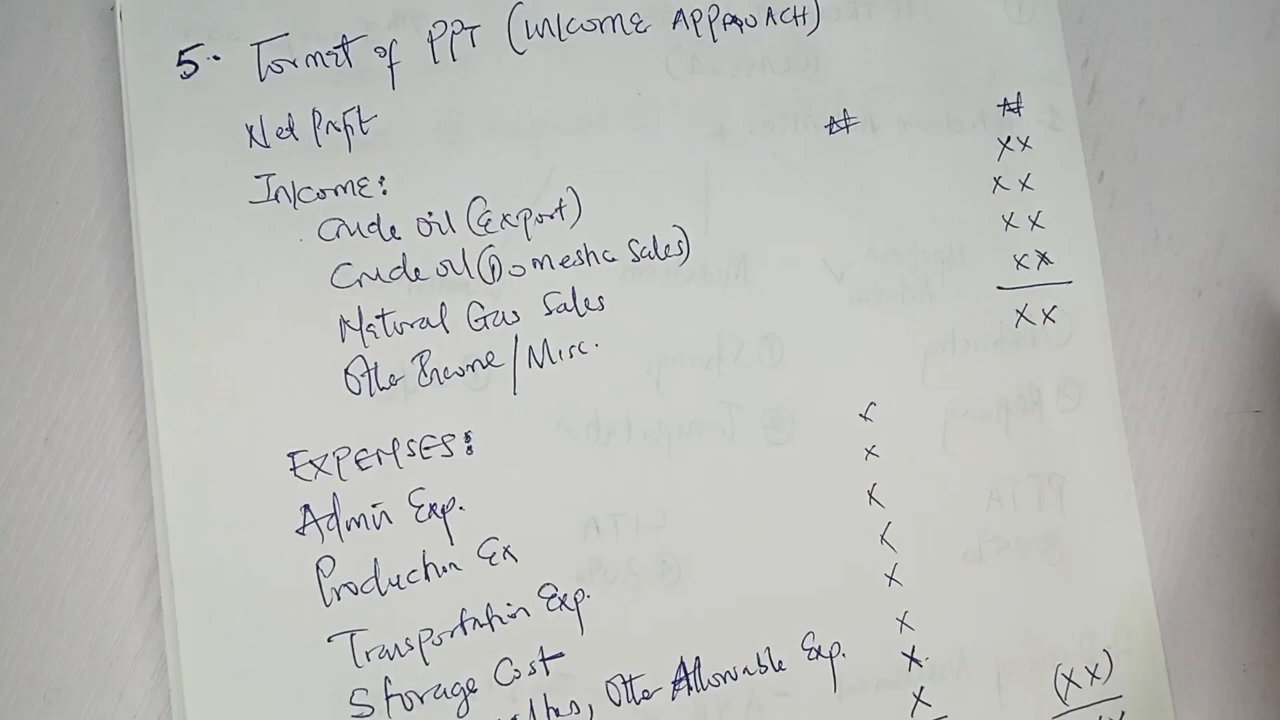 5. Format of PPT (INCOME APPROACH)
Net Profit ₦ ₦
XX
Income: XX
Crude oil (Export) XX
Crude oil (Domestic Sales) XX
Natural Gas Sales XX
Other Income/Misc.
EXPENSES: X
Admin Exp. X
Production Ex X
Transportation Exp. X
Storage Cost X
X
Other Allowable Exp. X
X (XX)